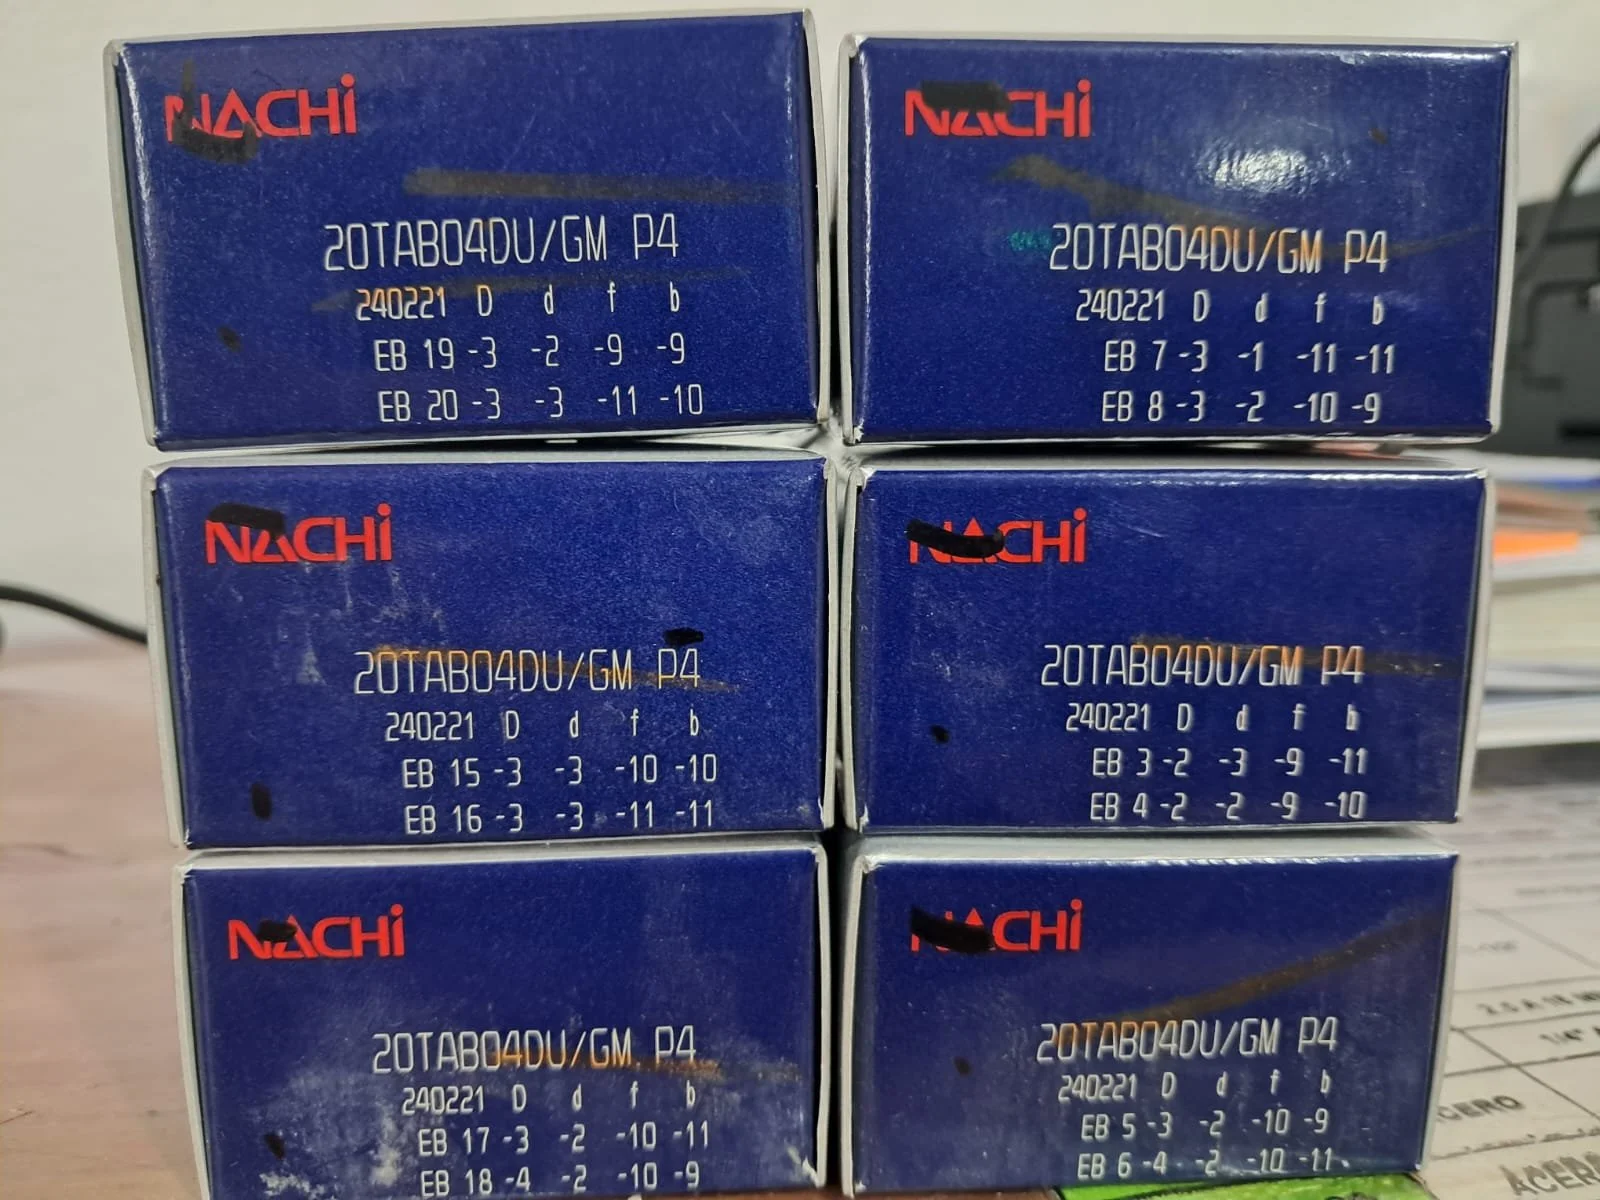 NACHi
20TAB04DU/GM P4
240221 D d f b
EB 19 -3 -2 -9 -9
EB 20 -3 -3 -11 -10
NACHi
20TAB04DU/GM P4
240221 D d f b
EB 7 -3 -1 -11 -11
EB 8 -3 -2 -10 -9
NACHi
20TAB04DU/GM P4
240221 D d f b
EB 15 -3 -3 -10 -10
EB 16 -3 -3 -11 -11
NACHi
20TAB04DU/GM P4
240221 D d f b
EB 3 -2 -3 -9 -11
EB 4 -2 -2 -9 -10
NACHi
20TAB04DU/GM P4
240221 D d f b
EB 17 -3 -2 -10 -11
EB 18 -4 -2 -10 -9
NACHi
20TAB04DU/GM P4
240221 D d f b
EB 5 -3 -2 -10 -9
EB 6 -4 -2 -10 -11